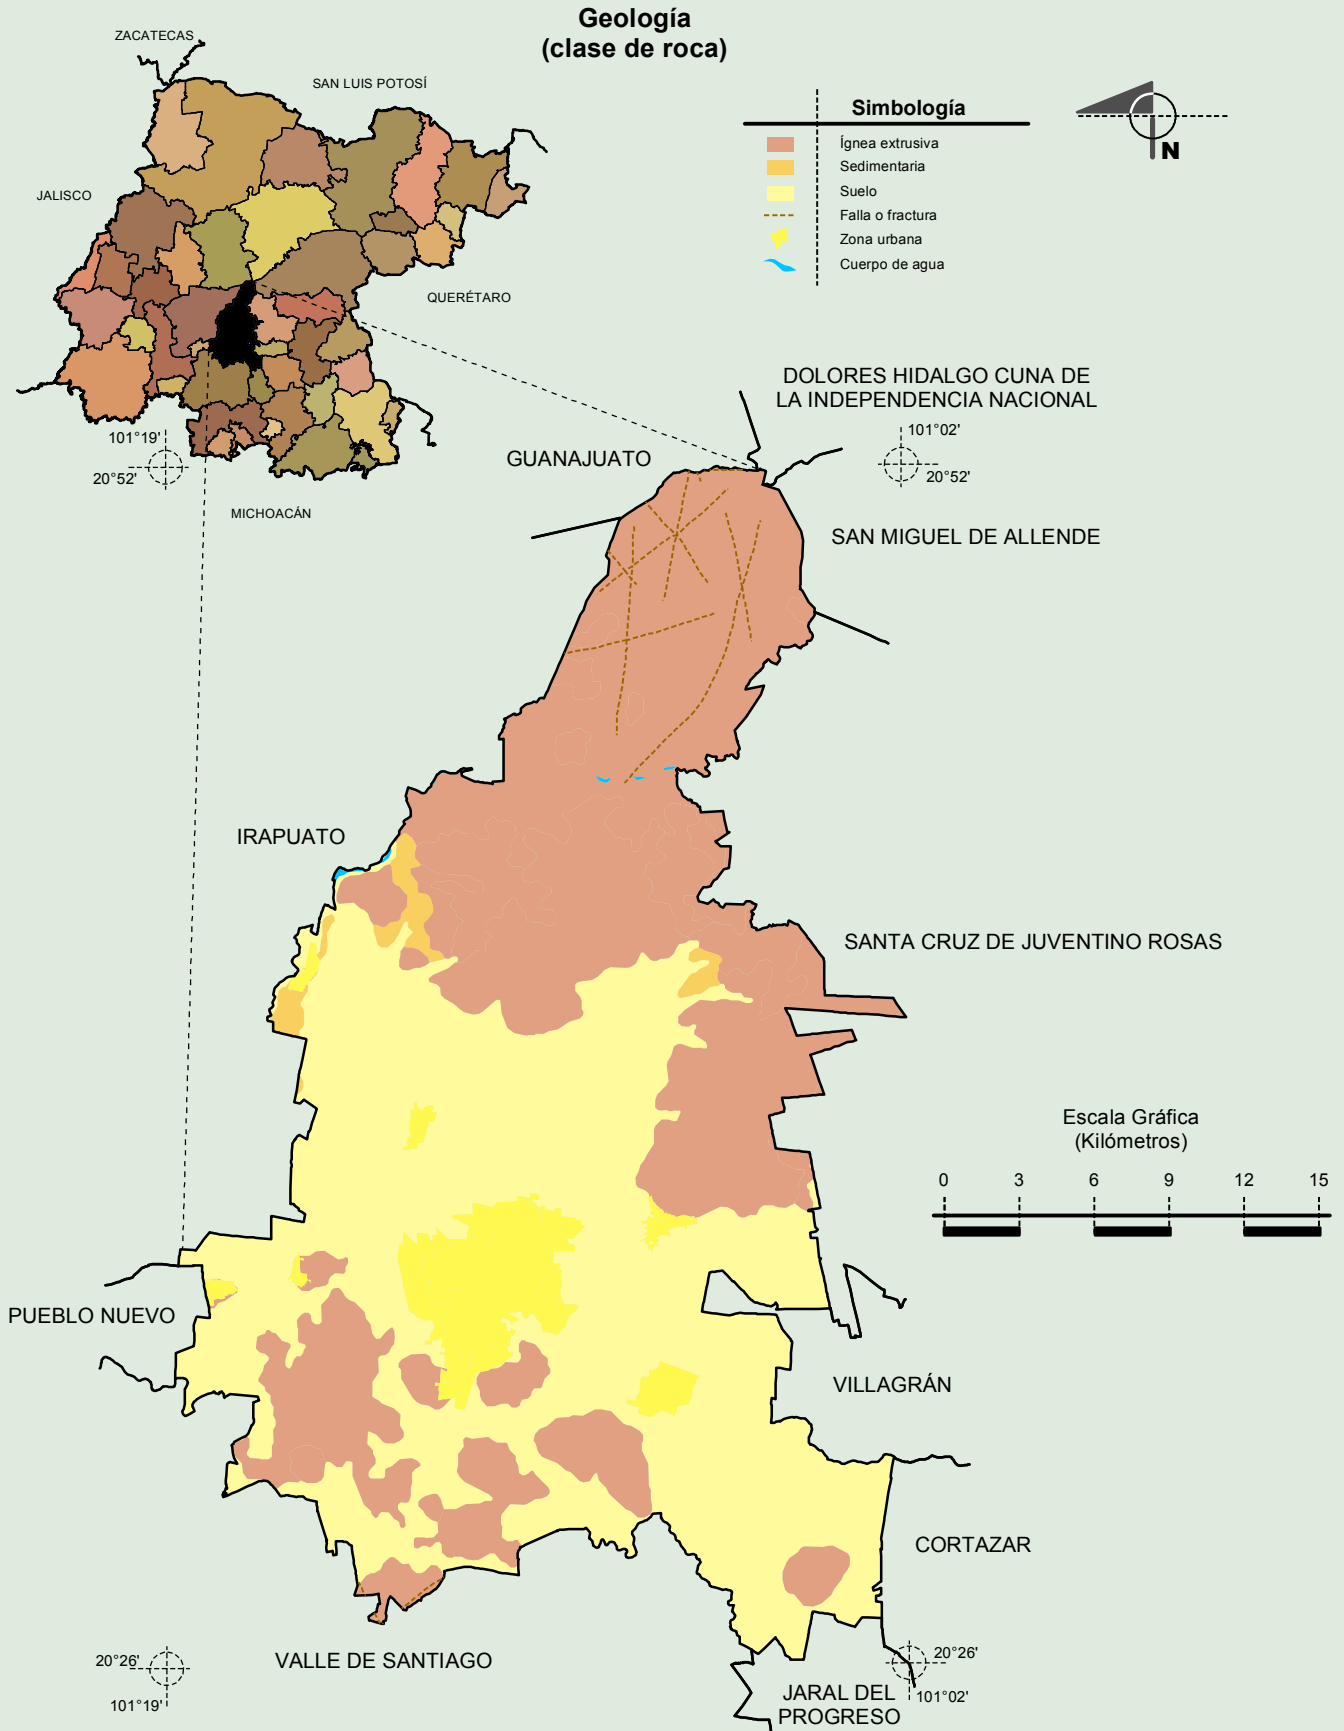 Geología
(clase de roca)
ZACATECAS
SAN LUIS POTOSÍ
JALISCO
QUERÉTARO
MICHOACÁN
Simbología
Ígnea extrusiva
Sedimentaria
Suelo
Falla o fractura
Zona urbana
Cuerpo de agua
N
101°19'
20°52'
DOLORES HIDALGO CUNA DE
LA INDEPENDENCIA NACIONAL
101°02'
20°52'
GUANAJUATO
SAN MIGUEL DE ALLENDE
IRAPUATO
SANTA CRUZ DE JUVENTINO ROSAS
Escala Gráfica
(Kilómetros)
0 3 6 9 12 15
PUEBLO NUEVO
VILLAGRÁN
CORTAZAR
VALLE DE SANTIAGO
20°26'
101°19'
20°26'
101°02'
JARAL DEL
PROGRESO